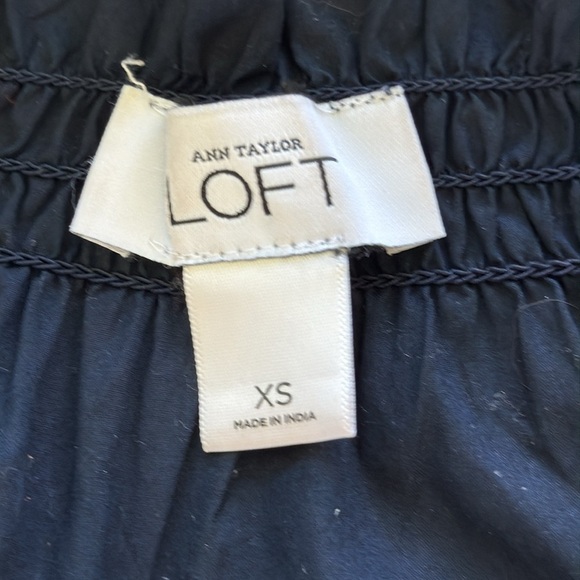 ANN TAYLOR
LOFT
XS
MADE IN INDIA